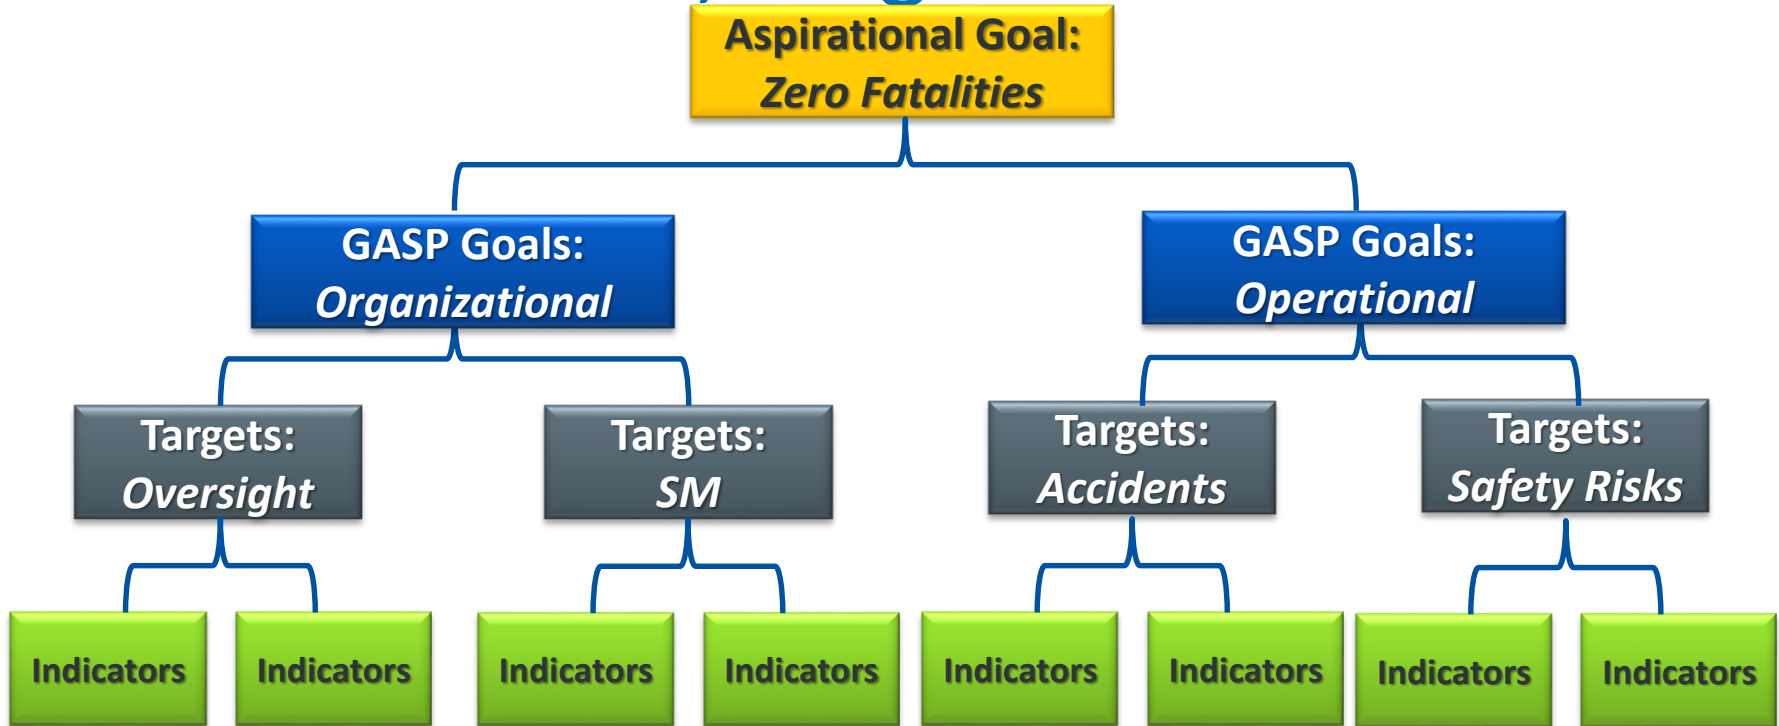 Aspirational Goal:
Zero Fatalities
GASP Goals:
Organizational
GASP Goals:
Operational
Targets:
Oversight
Targets:
SM
Targets:
Accidents
Targets:
Safety Risks
Indicators
Indicators
Indicators
Indicators
Indicators
Indicators
Indicators
Indicators